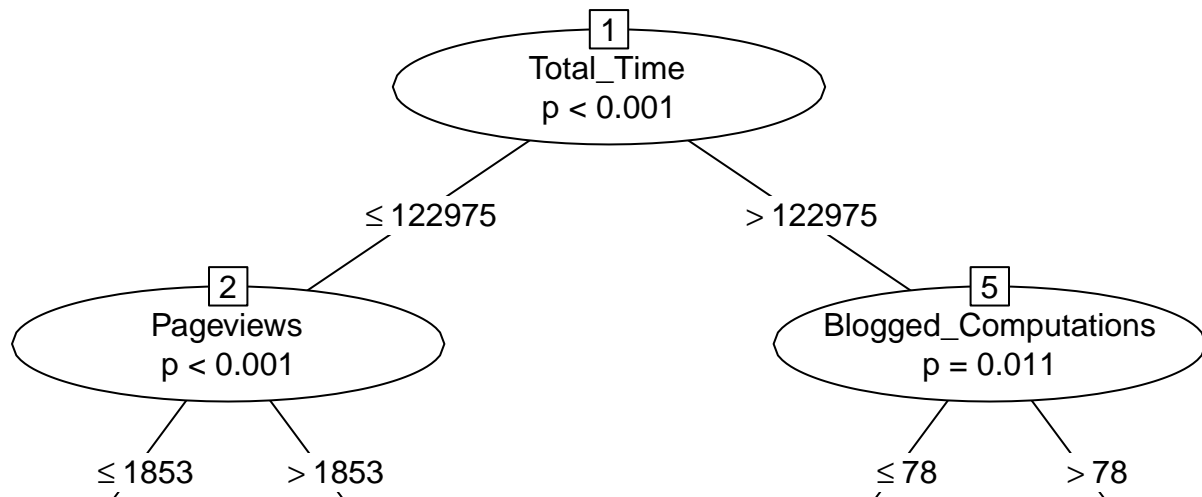 1
Total_Time
p < 0.001
≤ 122975
> 122975
2
Pageviews
p < 0.001
5
Blogged_Computations
p = 0.011
≤ 1853
> 1853
≤ 78
> 78